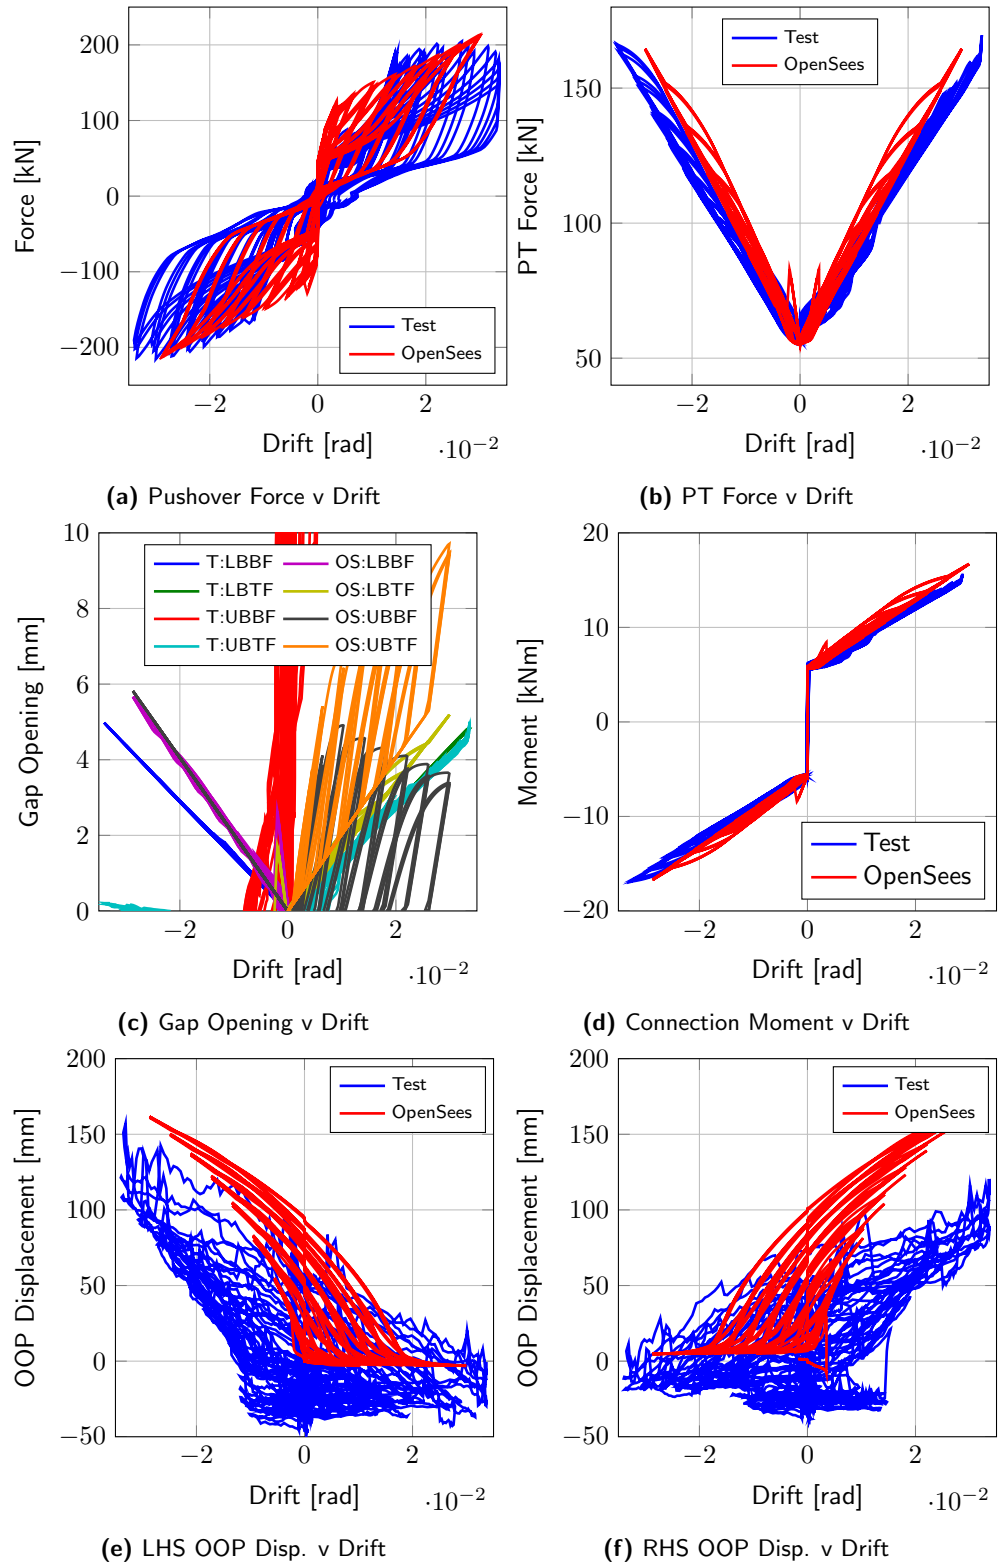 200
100
0
−100
−200
Force [kN]
Test
OpenSees
−2 0 2
Drift [rad]
·10−2
(a) Pushover Force v Drift
150
100
50
PT Force [kN]
Test
OpenSees
−2 0 2
Drift [rad]
·10−2
(b) PT Force v Drift
10
8
6
4
2
0
Gap Opening [mm]
T:LBBF OS:LBBF
T:LBTF OS:LBTF
T:UBBF OS:UBBF
T:UBTF OS:UBTF
−2 0 2
Drift [rad]
·10−2
(c) Gap Opening v Drift
20
10
0
−10
−20
Moment [kNm]
Test
OpenSees
−2 0 2
Drift [rad]
·10−2
(d) Connection Moment v Drift
200
150
100
50
0
−50
OOP Displacement [mm]
Test
OpenSees
−2 0 2
Drift [rad]
·10−2
(e) LHS OOP Disp. v Drift
200
150
100
50
0
−50
OOP Displacement [mm]
Test
OpenSees
−2 0 2
Drift [rad]
·10−2
(f) RHS OOP Disp. v Drift